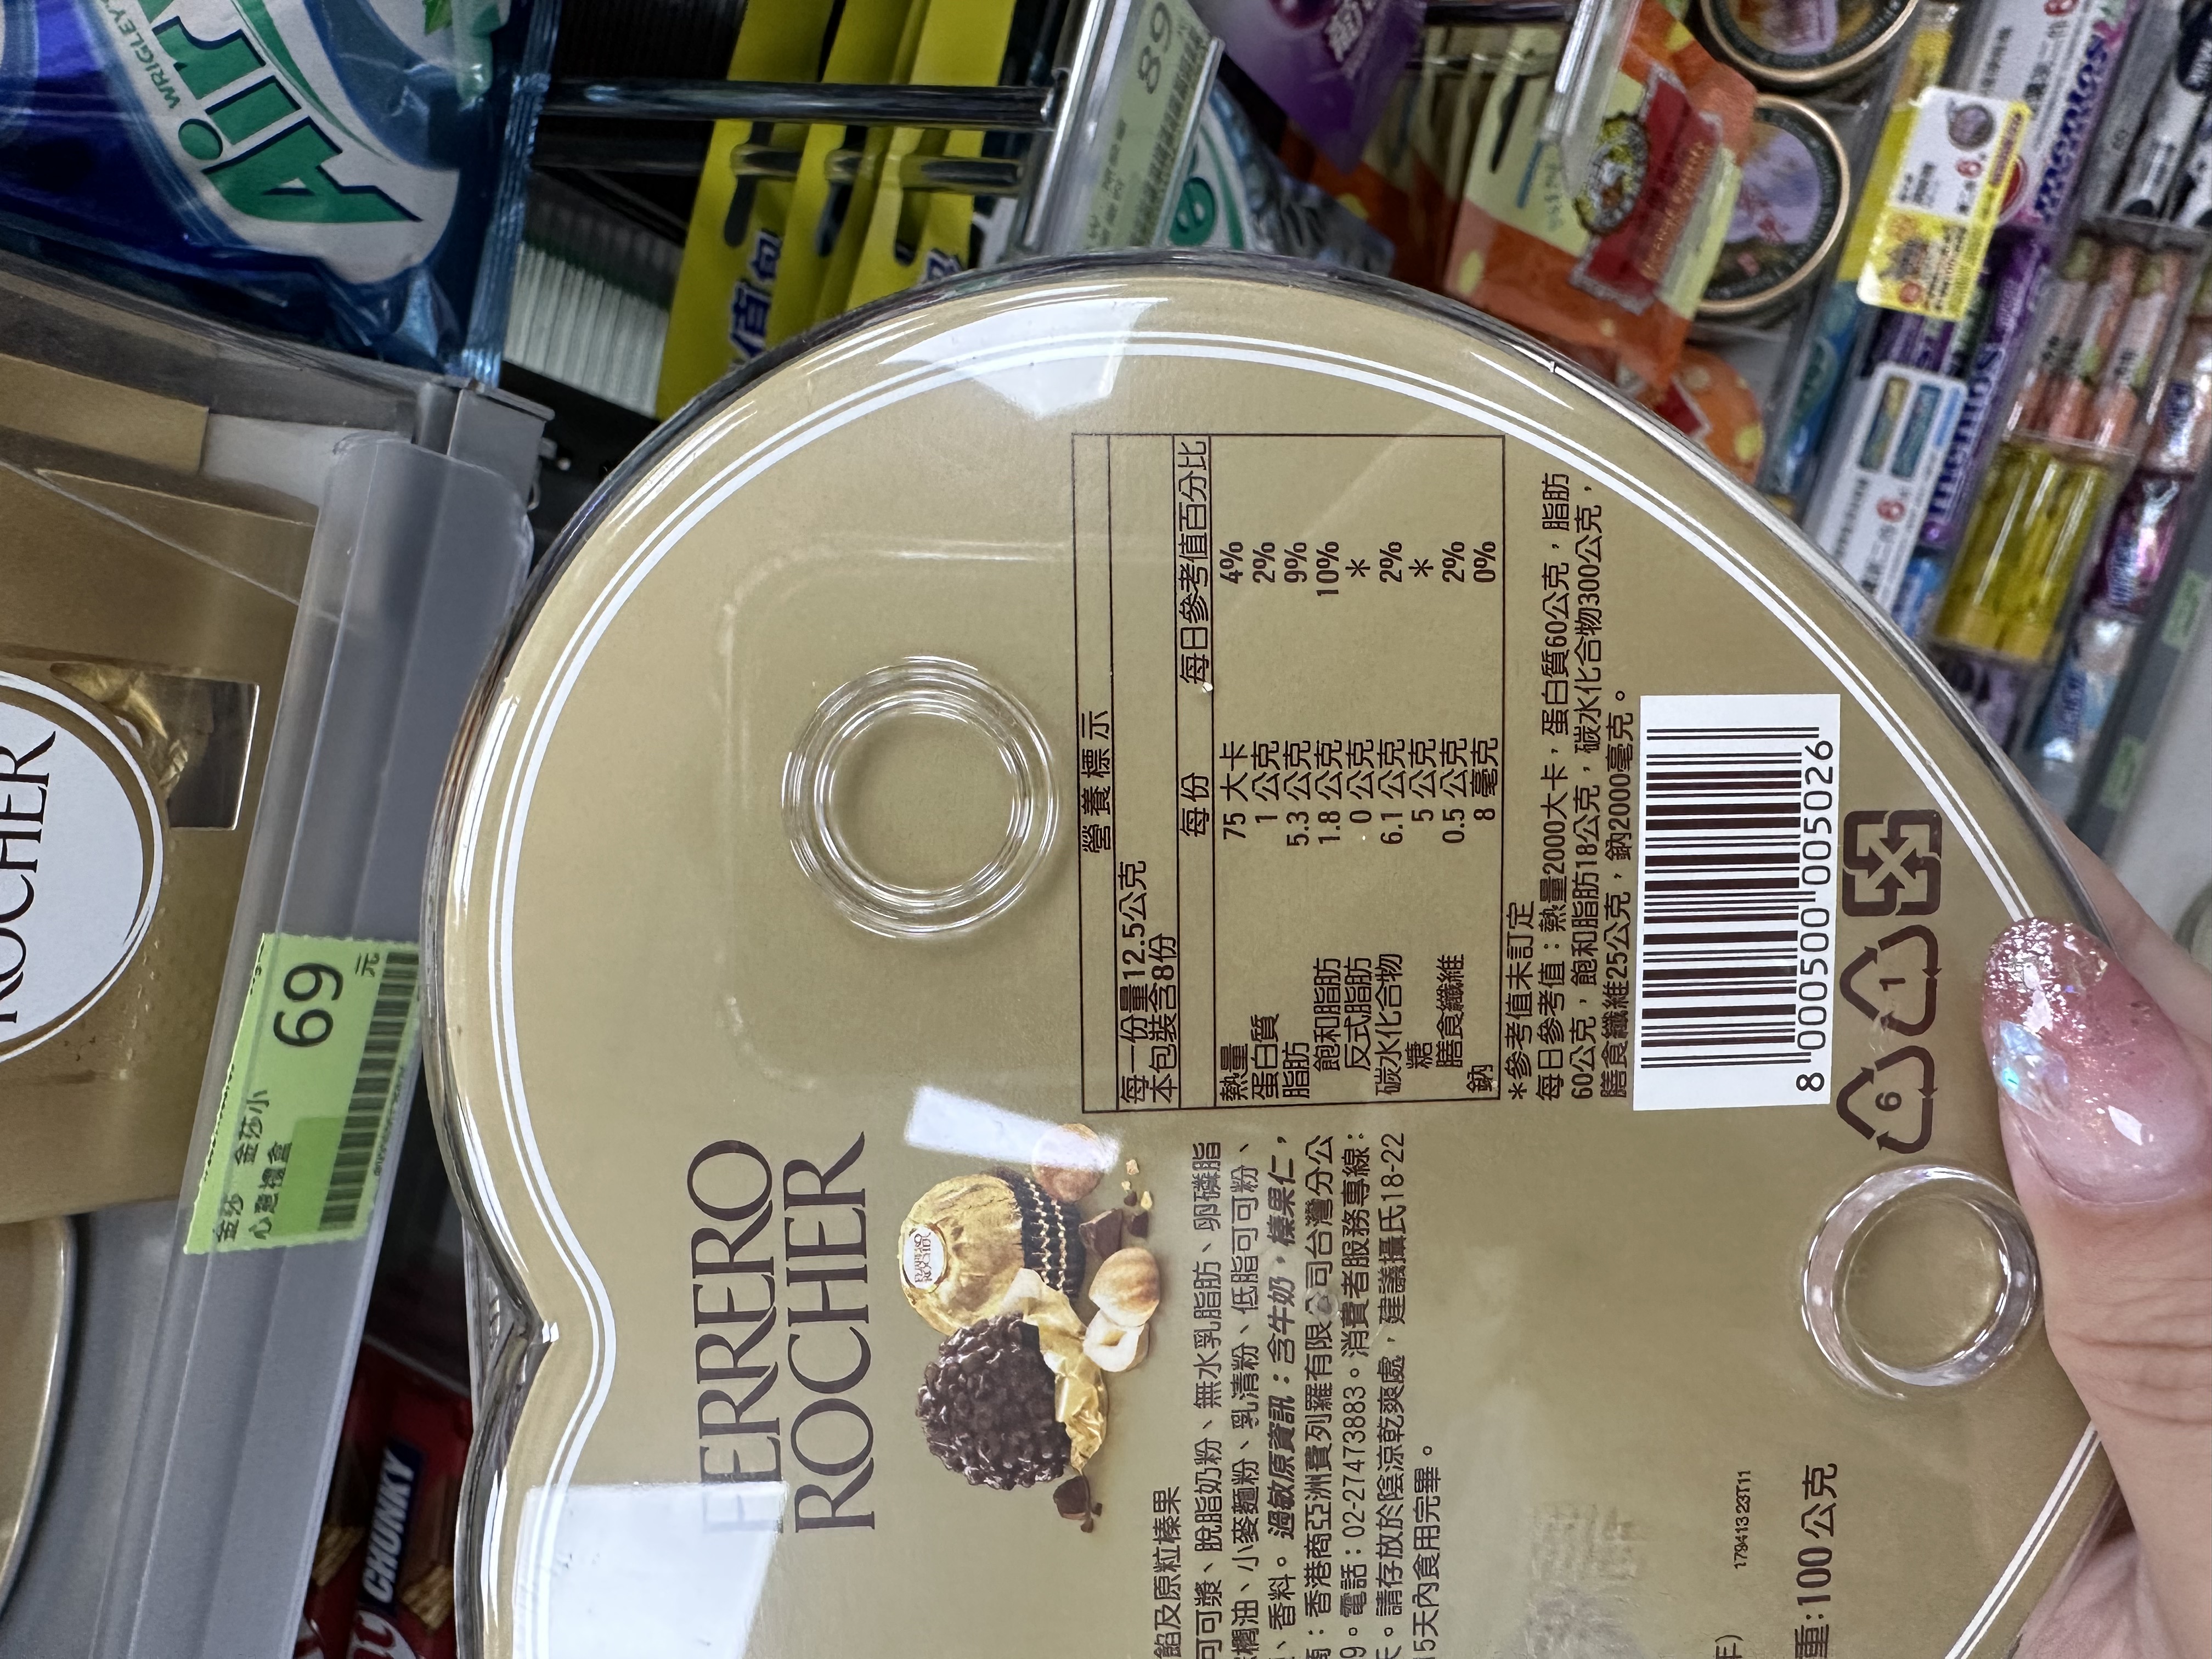 ROCHER
WRIGLEY'S
Air
金莎 金莎小
心意禮盒
69
元
CHUNKY
佰包
89
FERRERO
ROCHER
FERRERO
ROCHER
營養標示
每一份量12.5公克
本包裝含8份
每份 每日參考值百分比
熱量 75 大卡 4%
蛋白質 1 公克 2%
脂肪 5.3 公克 9%
飽和脂肪 1.8 公克 10%
反式脂肪 0 公克 *
碳水化合物 6.1 公克 2%
糖 5 公克 *
膳食纖維 0.5 公克 2%
鈉 8 毫克 0%
*參考值未訂定
每日參考值：熱量2000大卡，蛋白質60公克，脂肪
60公克，飽和脂肪18公克，碳水化合物300公克，
膳食纖維25公克，鈉2000毫克。
餡及原粒榛果
可可漿、脫脂奶粉、無水乳脂肪、卵磷脂
櫚油、小麥麵粉、乳清粉、低脂可可粉、
、香料。過敏原資訊：含牛奶，榛果仁，
商：香港商亞洲費列羅有限公司台灣分公
9。電話：02-27473883。消費者服務專線：
天。請存放於陰涼乾爽處，建議攝氏18-22
15天內食用完畢。
年)
179413 23T11
重:100公克
8 000500 005026
6
1
6
6
mentos
mentos